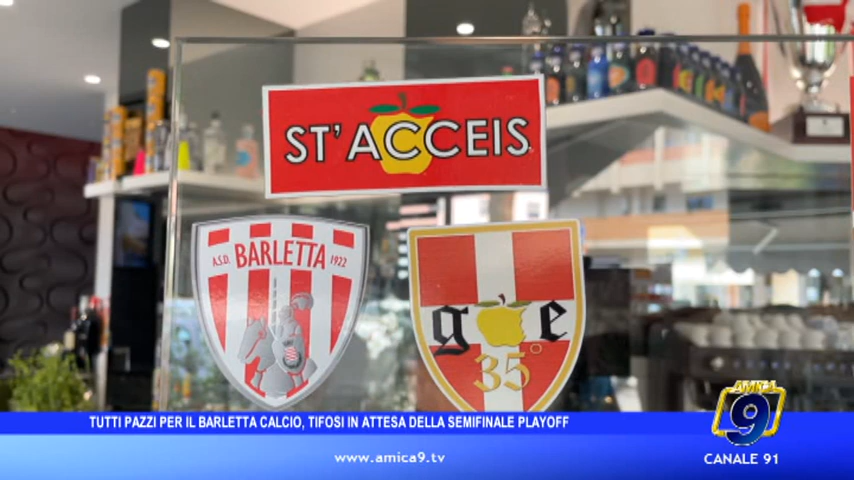 ST'ACCEIS
A.S.D. BARLETTA 1922
g e
35°
TUTTI PAZZI PER IL BARLETTA CALCIO, TIFOSI IN ATTESA DELLA SEMIFINALE PLAYOFF
AMICA
9
www.amica9.tv
CANALE 91